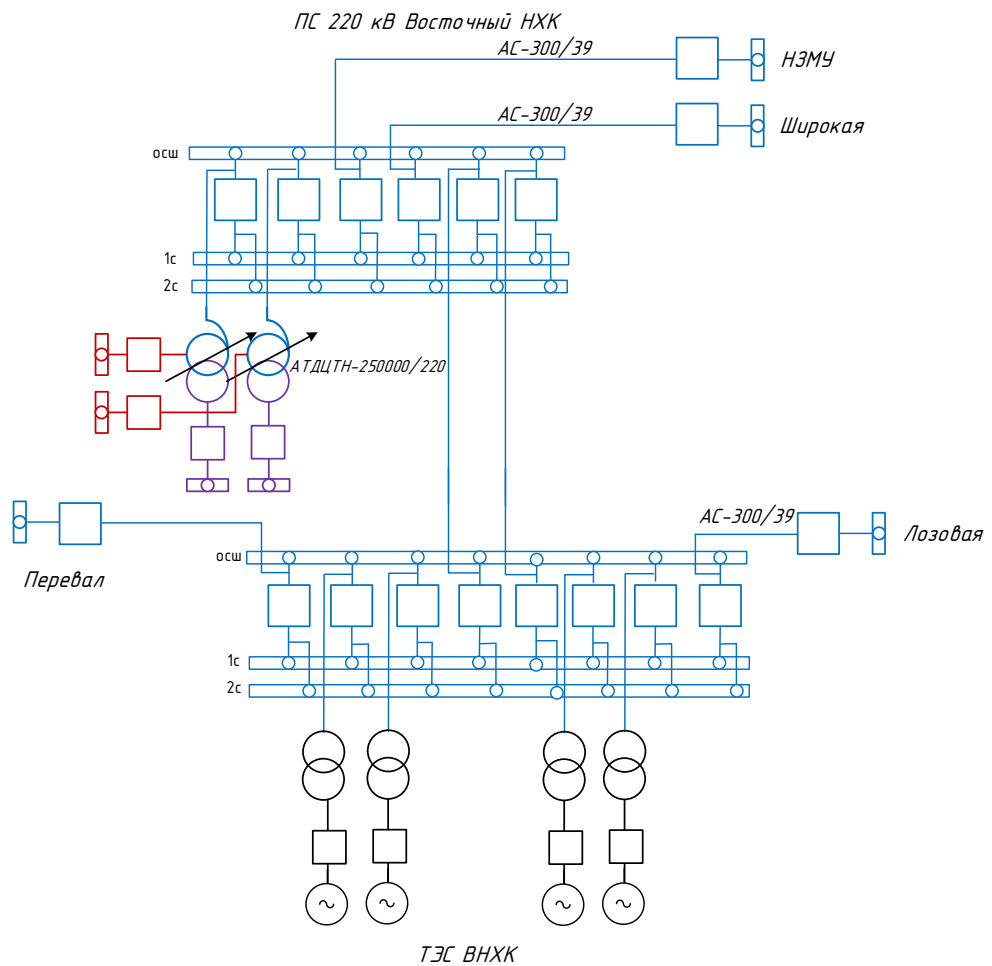 ПС 220 кВ Восточный НХК
АС-300/39
НЗМУ
АС-300/39
Широкая
осш
1с
2с
АТДЦТН-250000/220
АС-300/39
Лозовая
осш
Перевал
1с
2с
ТЭС ВНХК